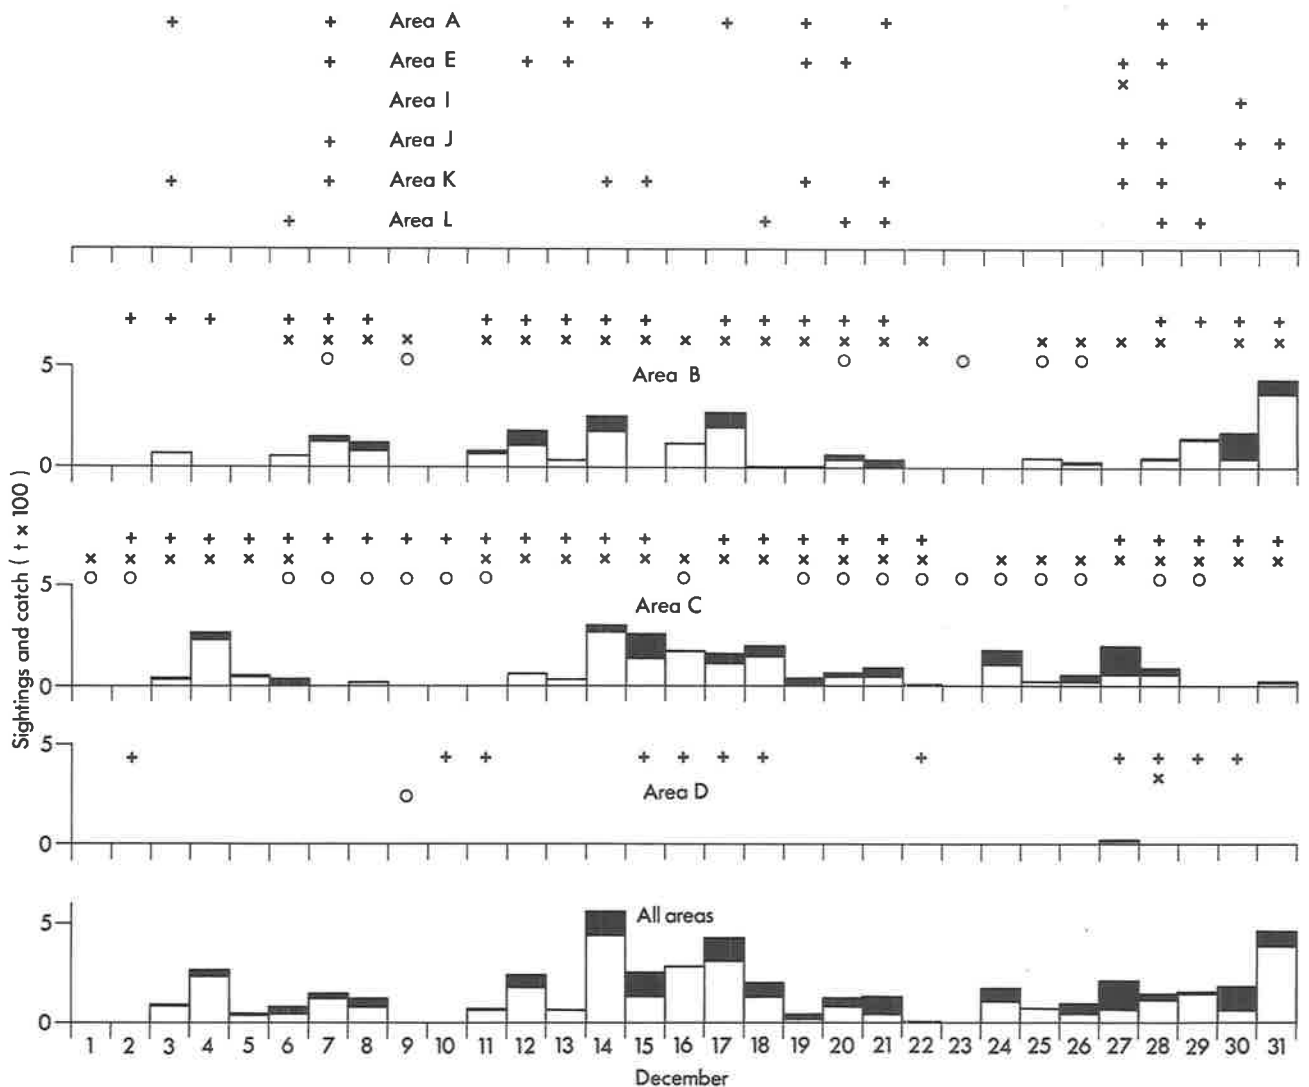 Area A
Area E
Area I
Area J
Area K
Area L
5
Area B
0
Sightings and catch ( t × 100 )
5
Area C
0
5
Area D
0
5
All areas
0
1 2 3 4 5 6 7 8 9 10 11 12 13 14 15 16 17 18 19 20 21 22 23 24 25 26 27 28 29 30 31
December